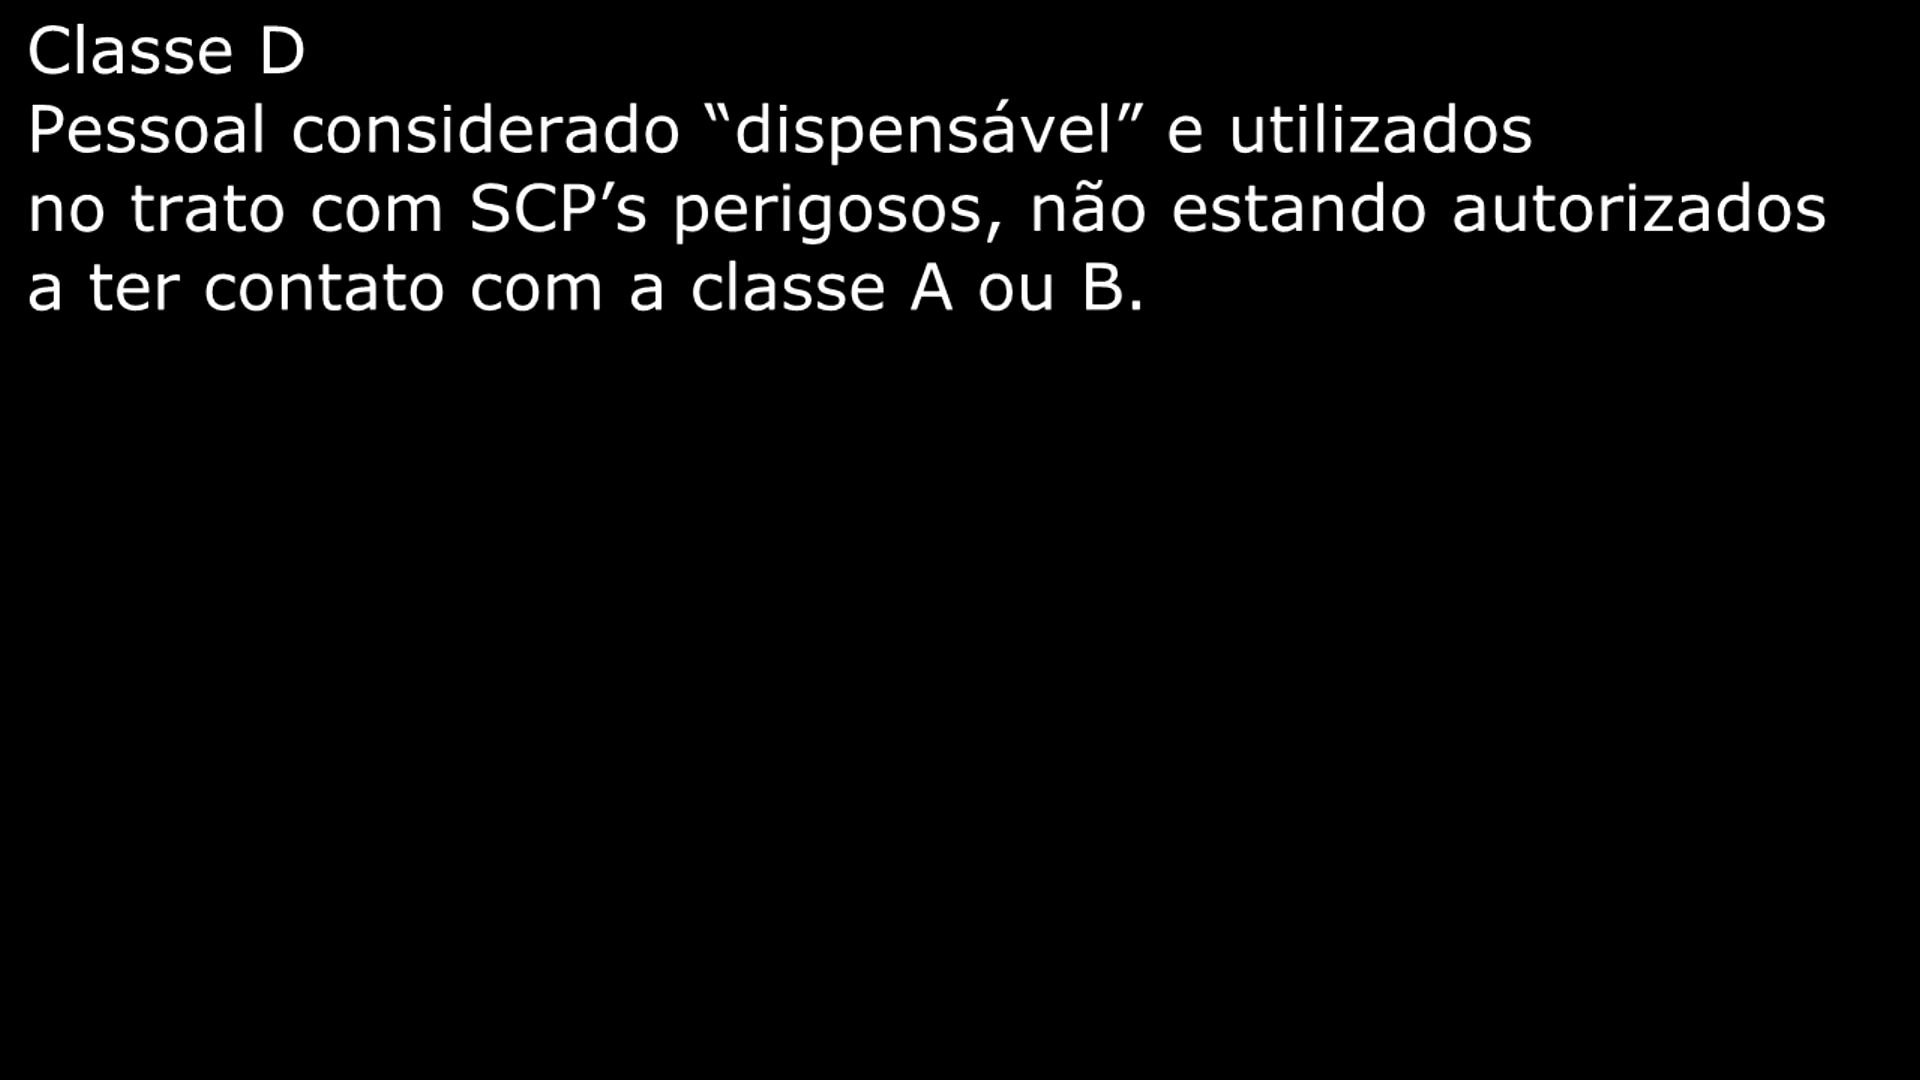 Classe D
Pessoal considerado “dispensável” e utilizados
no trato com SCP’s perigosos, não estando autorizados
a ter contato com a classe A ou B.